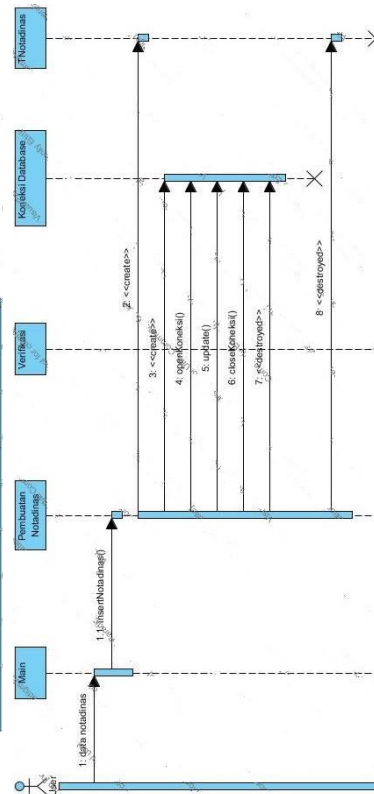 User
Main
Pembuatan
Notadinas
Verifikasi
Koneksi Database
TNotadinas
1: data notadinas
1.1: insertNotadinas()
2: <<create>>
3: <<create>>
4: openKoneksi()
5: update()
6: closeKoneksi()
7: <<destroyed>>
8: <<destroyed>>